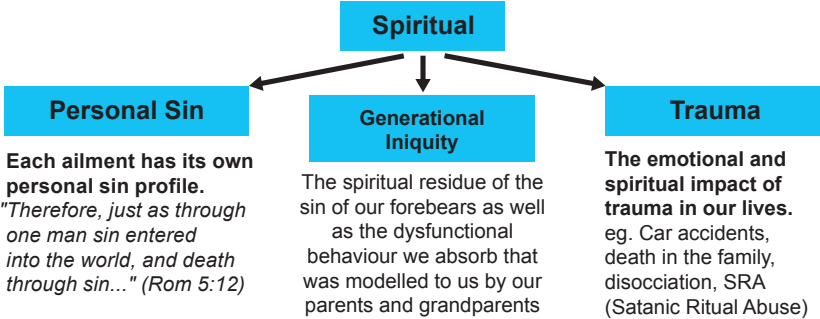 Spiritual
Personal Sin
Each ailment has its own
personal sin profile.
"Therefore, just as through
one man sin entered
into the world, and death
through sin..." (Rom 5:12)
Generational
Iniquity
The spiritual residue of the
sin of our forebears as well
as the dysfunctional
behaviour we absorb that
was modelled to us by our
parents and grandparents
Trauma
The emotional and
spiritual impact of
trauma in our lives.
eg. Car accidents,
death in the family,
disocciation, SRA
(Satanic Ritual Abuse)